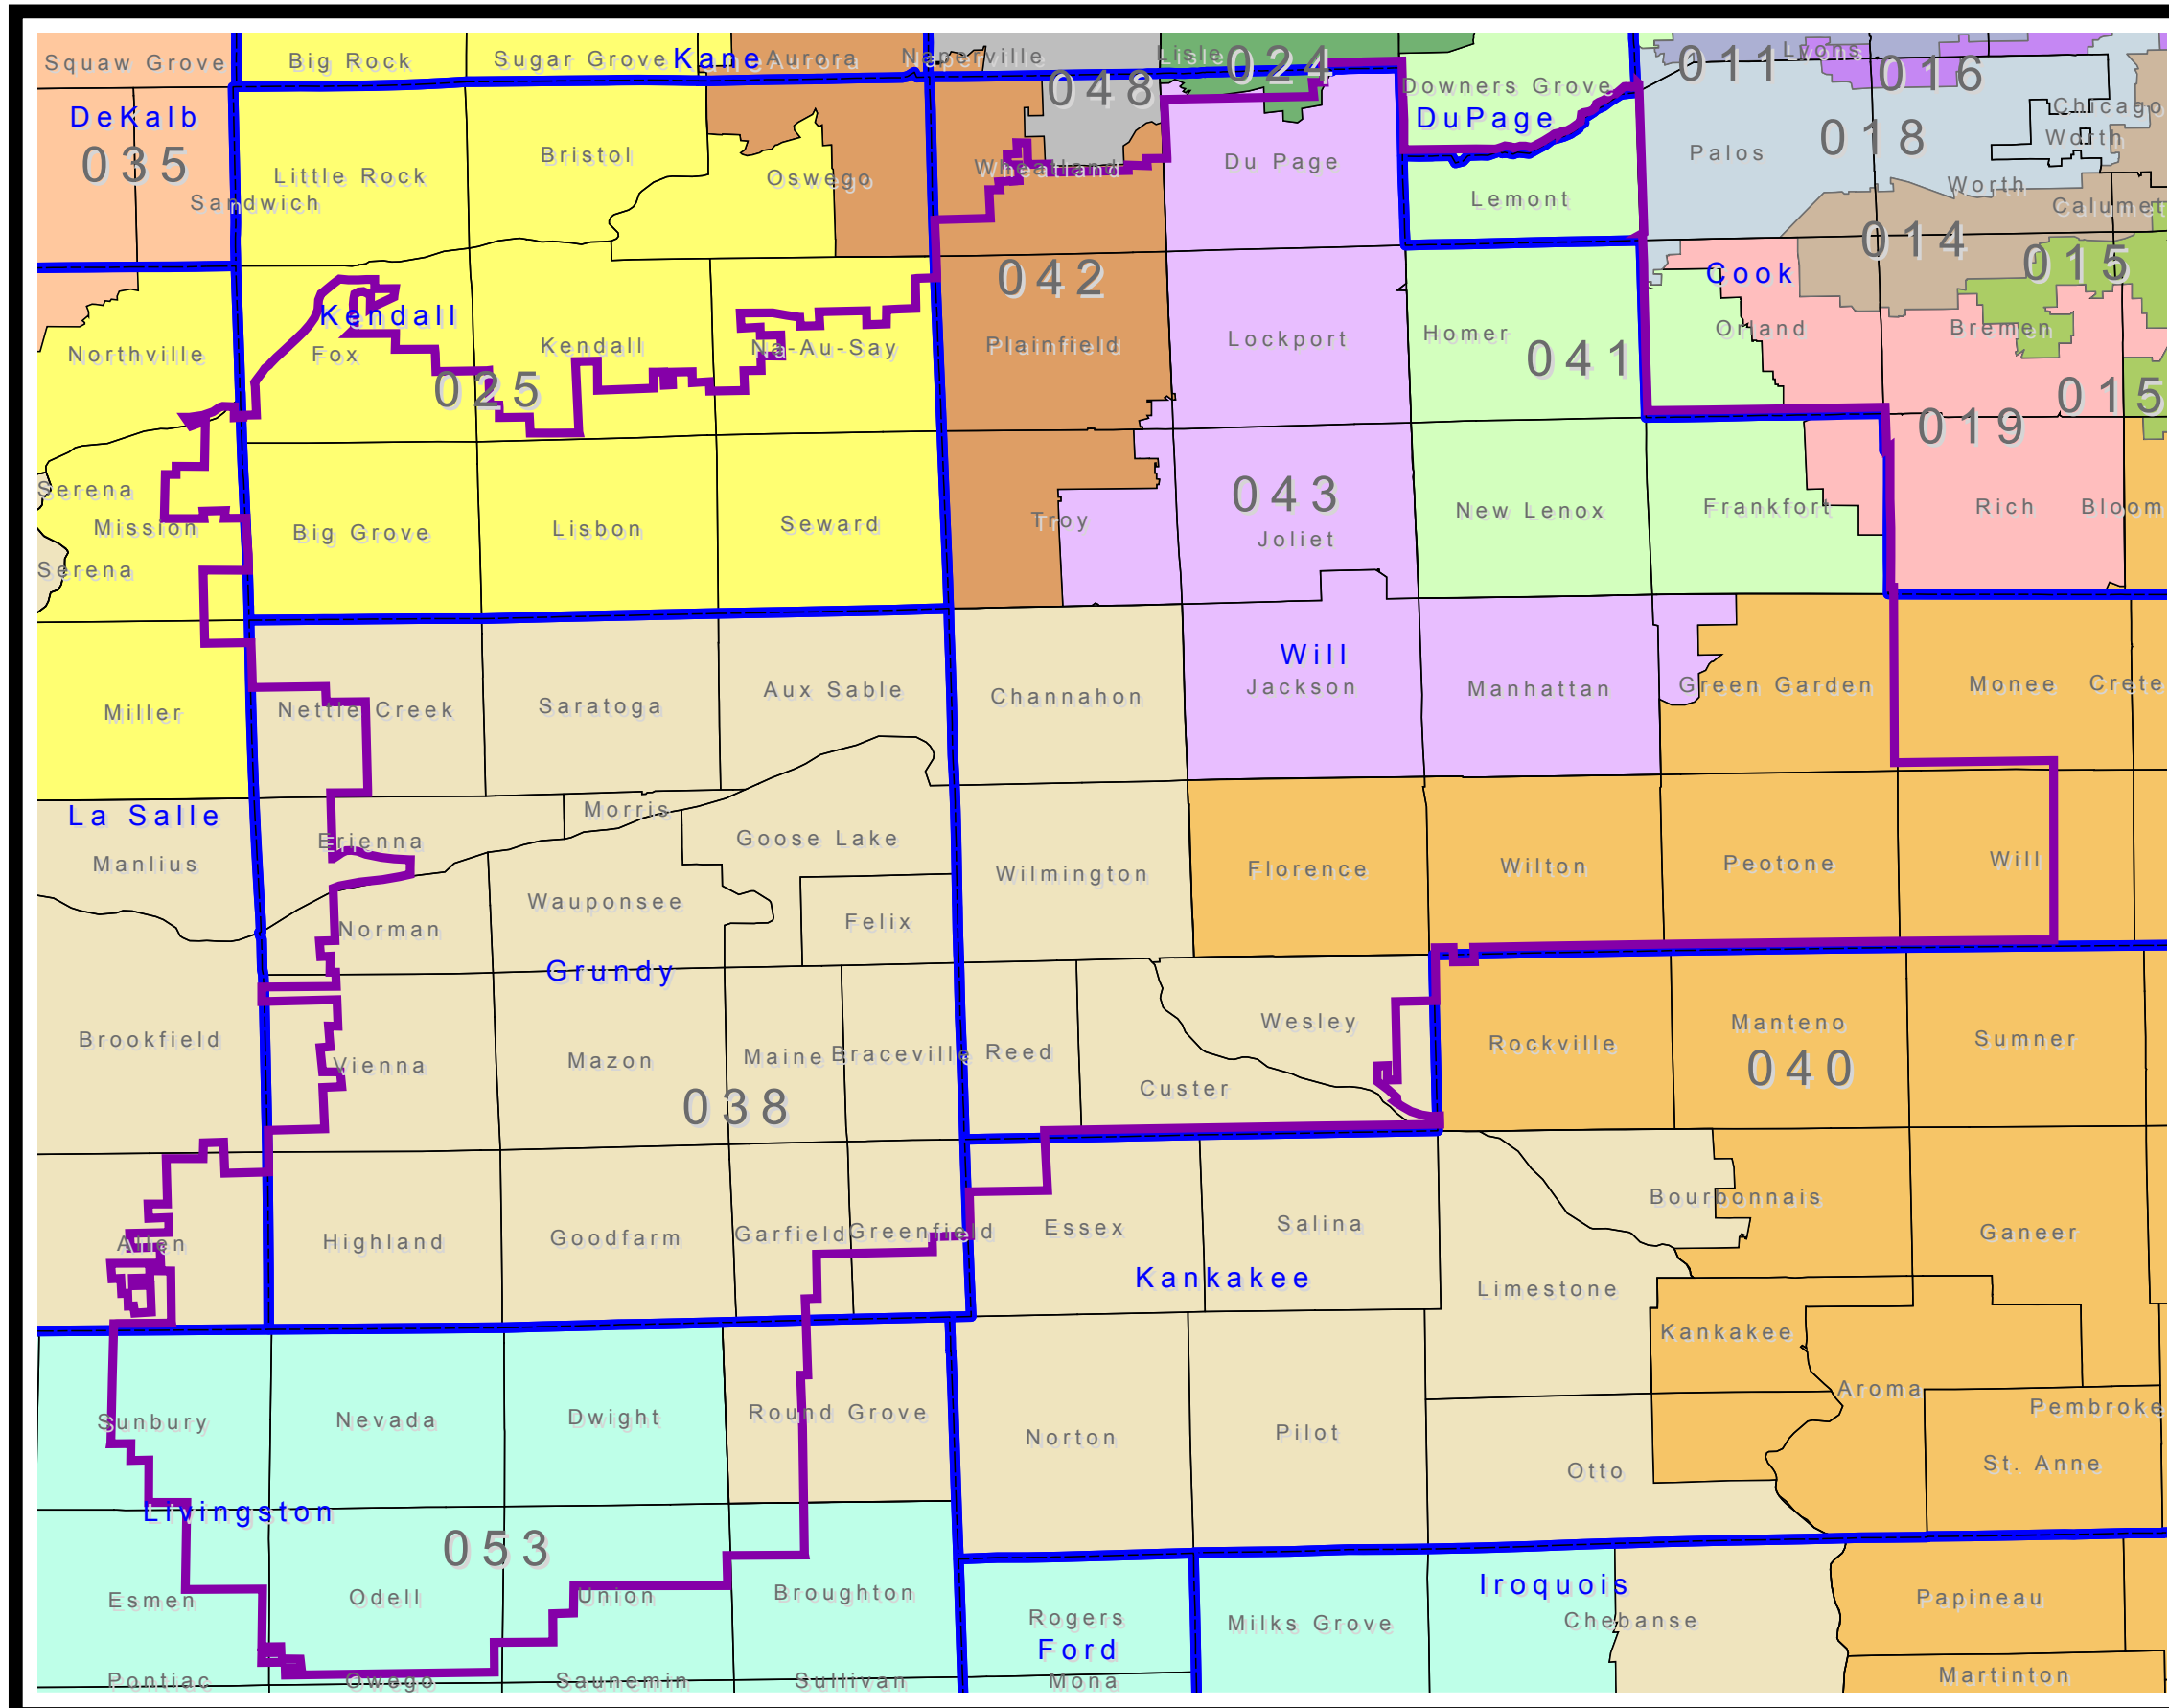 Squaw Grove
Big Rock
Sugar Grove
Kane
Aurora
Naperville
Lisle
024
011
Lyons
016
048
Downers Grove
DeKalb
DuPage
Chicago
035
Bristol
018
Worth
Little Rock
Oswego
Wheatland
Du Page
Palos
Sandwich
Lemont
Worth
Calumet
014
042
Cook
015
Kendall
Northville
Fox
Kendall
Na-Au-Say
Plainfield
Lockport
Homer
041
Orland
Bremen
025
015
019
Serena
043
Mission
Big Grove
Lisbon
Seward
Troy
Joliet
New Lenox
Frankfort
Rich
Bloom
Serena
Will
Miller
Nettle Creek
Saratoga
Aux Sable
Channahon
Jackson
Manhattan
Green Garden
Monee
Crete
La Salle
Morris
Manlius
Erienna
Goose Lake
Wilmington
Florence
Wilton
Peotone
Will
Norman
Wauponsee
Felix
Grundy
Brookfield
Wesley
Rockville
Manteno
Sumner
Vienna
Mazon
Maine
Braceville
Reed
040
038
Custer
Bourbonnais
Allen
Highland
Goodfarm
Garfield
Greenfield
Essex
Salina
Ganeer
Kankakee
Limestone
Kankakee
Sunbury
Nevada
Dwight
Round Grove
Norton
Pilot
Aroma
Pembroke
Otto
St. Anne
Livingston
053
Esmen
Odell
Union
Broughton
Rogers
Milks Grove
Iroquois
Chebanse
Papineau
Ford
Pontiac
Owego
Saunemin
Sullivan
Mona
Martinton